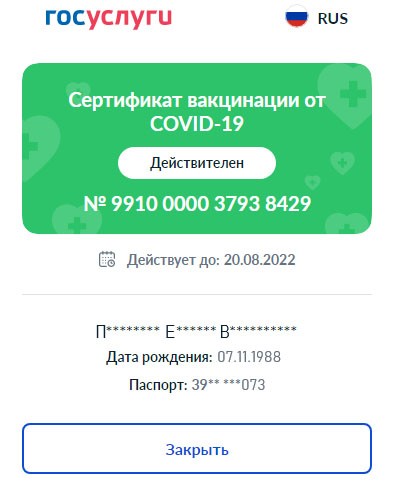 госуслуги RUS
Сертификат вакцинации от
COVID-19
Действителен
№ 9910 0000 3793 8429
Действует до: 20.08.2022
П******** Е****** В**********
Дата рождения: 07.11.1988
Паспорт: 39** ***073
Закрыть